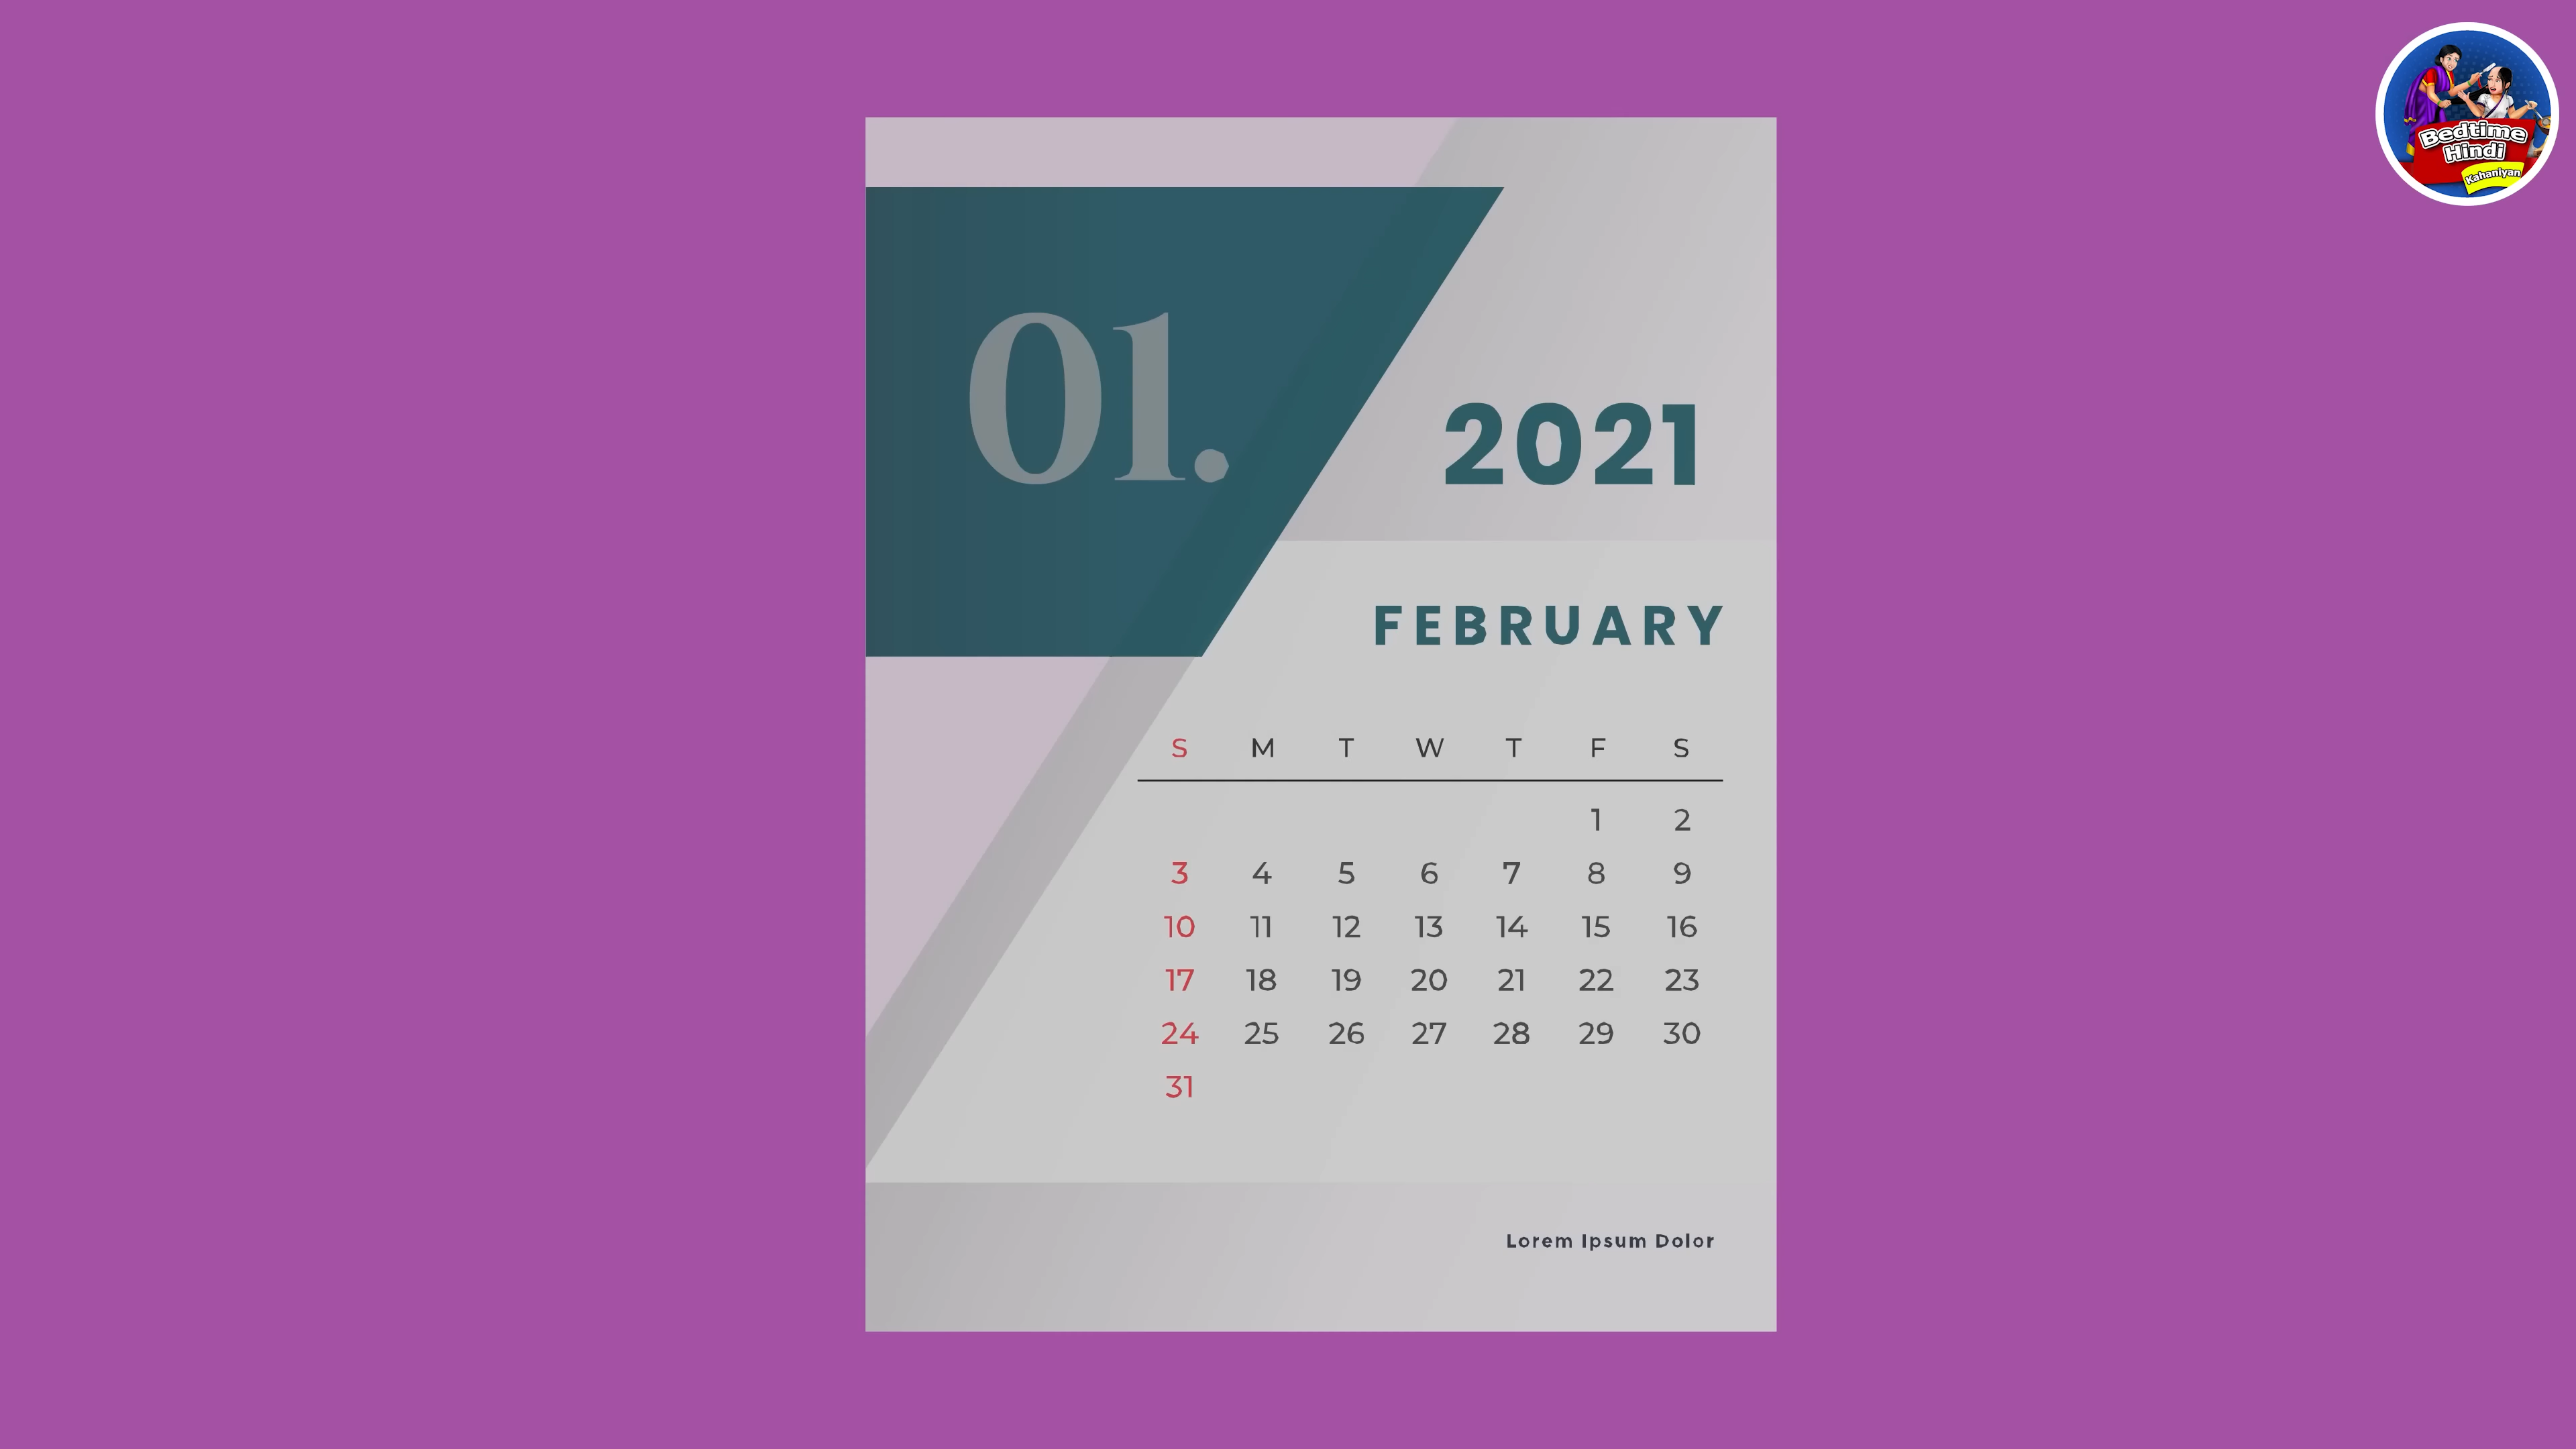 Bedtime
Hindi
Kahaniyan
01.
2021
FEBRUARY
S M T W T F S
1 2
3 4 5 6 7 8 9
10 11 12 13 14 15 16
17 18 19 20 21 22 23
24 25 26 27 28 29 30
31
Lorem Ipsum Dolor